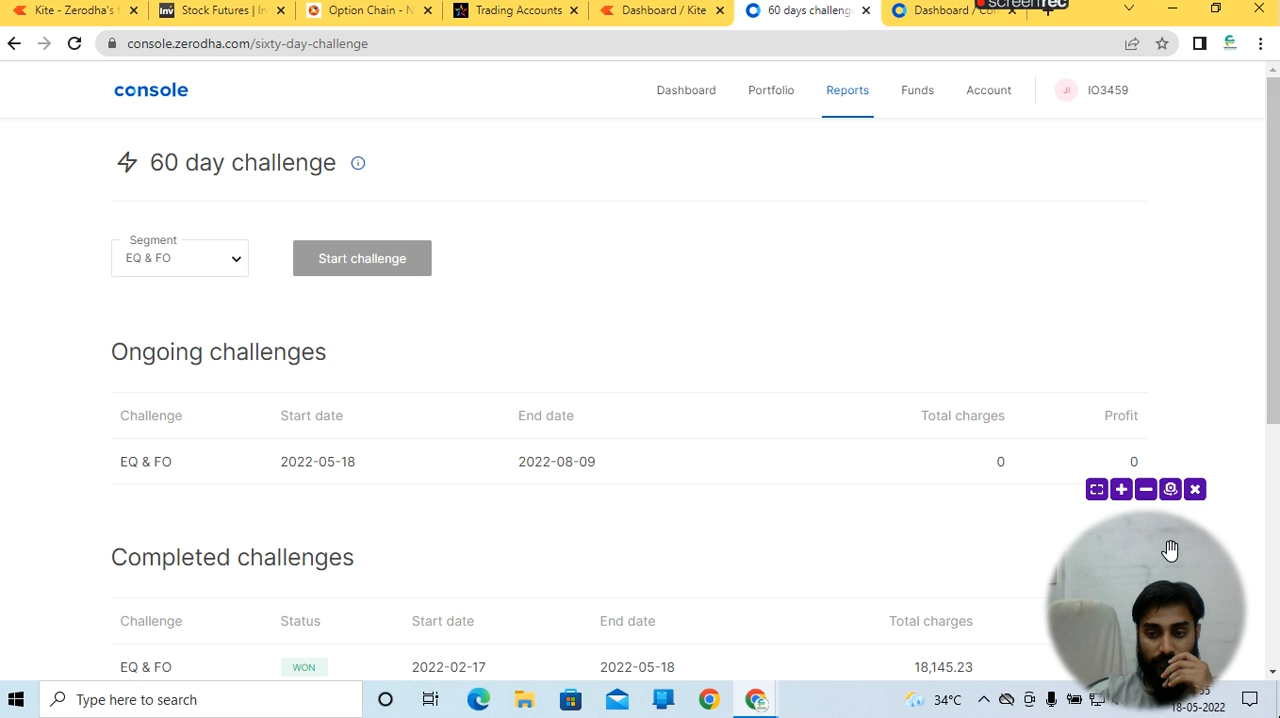 Kite - Zerodha's f
Stock Futures | In
Option Chain - N
Trading Accounts
Dashboard / Kite
60 days challeng
Dashboard / Co
screenrec
console.zerodha.com/sixty-day-challenge
console
Dashboard
Portfolio
Reports
Funds
Account
JI
IO3459
60 day challenge
Segment
EQ & FO
Start challenge
Ongoing challenges
Challenge Start date End date Total charges Profit
EQ & FO 2022-05-18 2022-08-09 0 0
Completed challenges
Challenge Status Start date End date Total charges
EQ & FO WON 2022-02-17 2022-05-18 18,145.23
Type here to search
34°C
18-05-2022